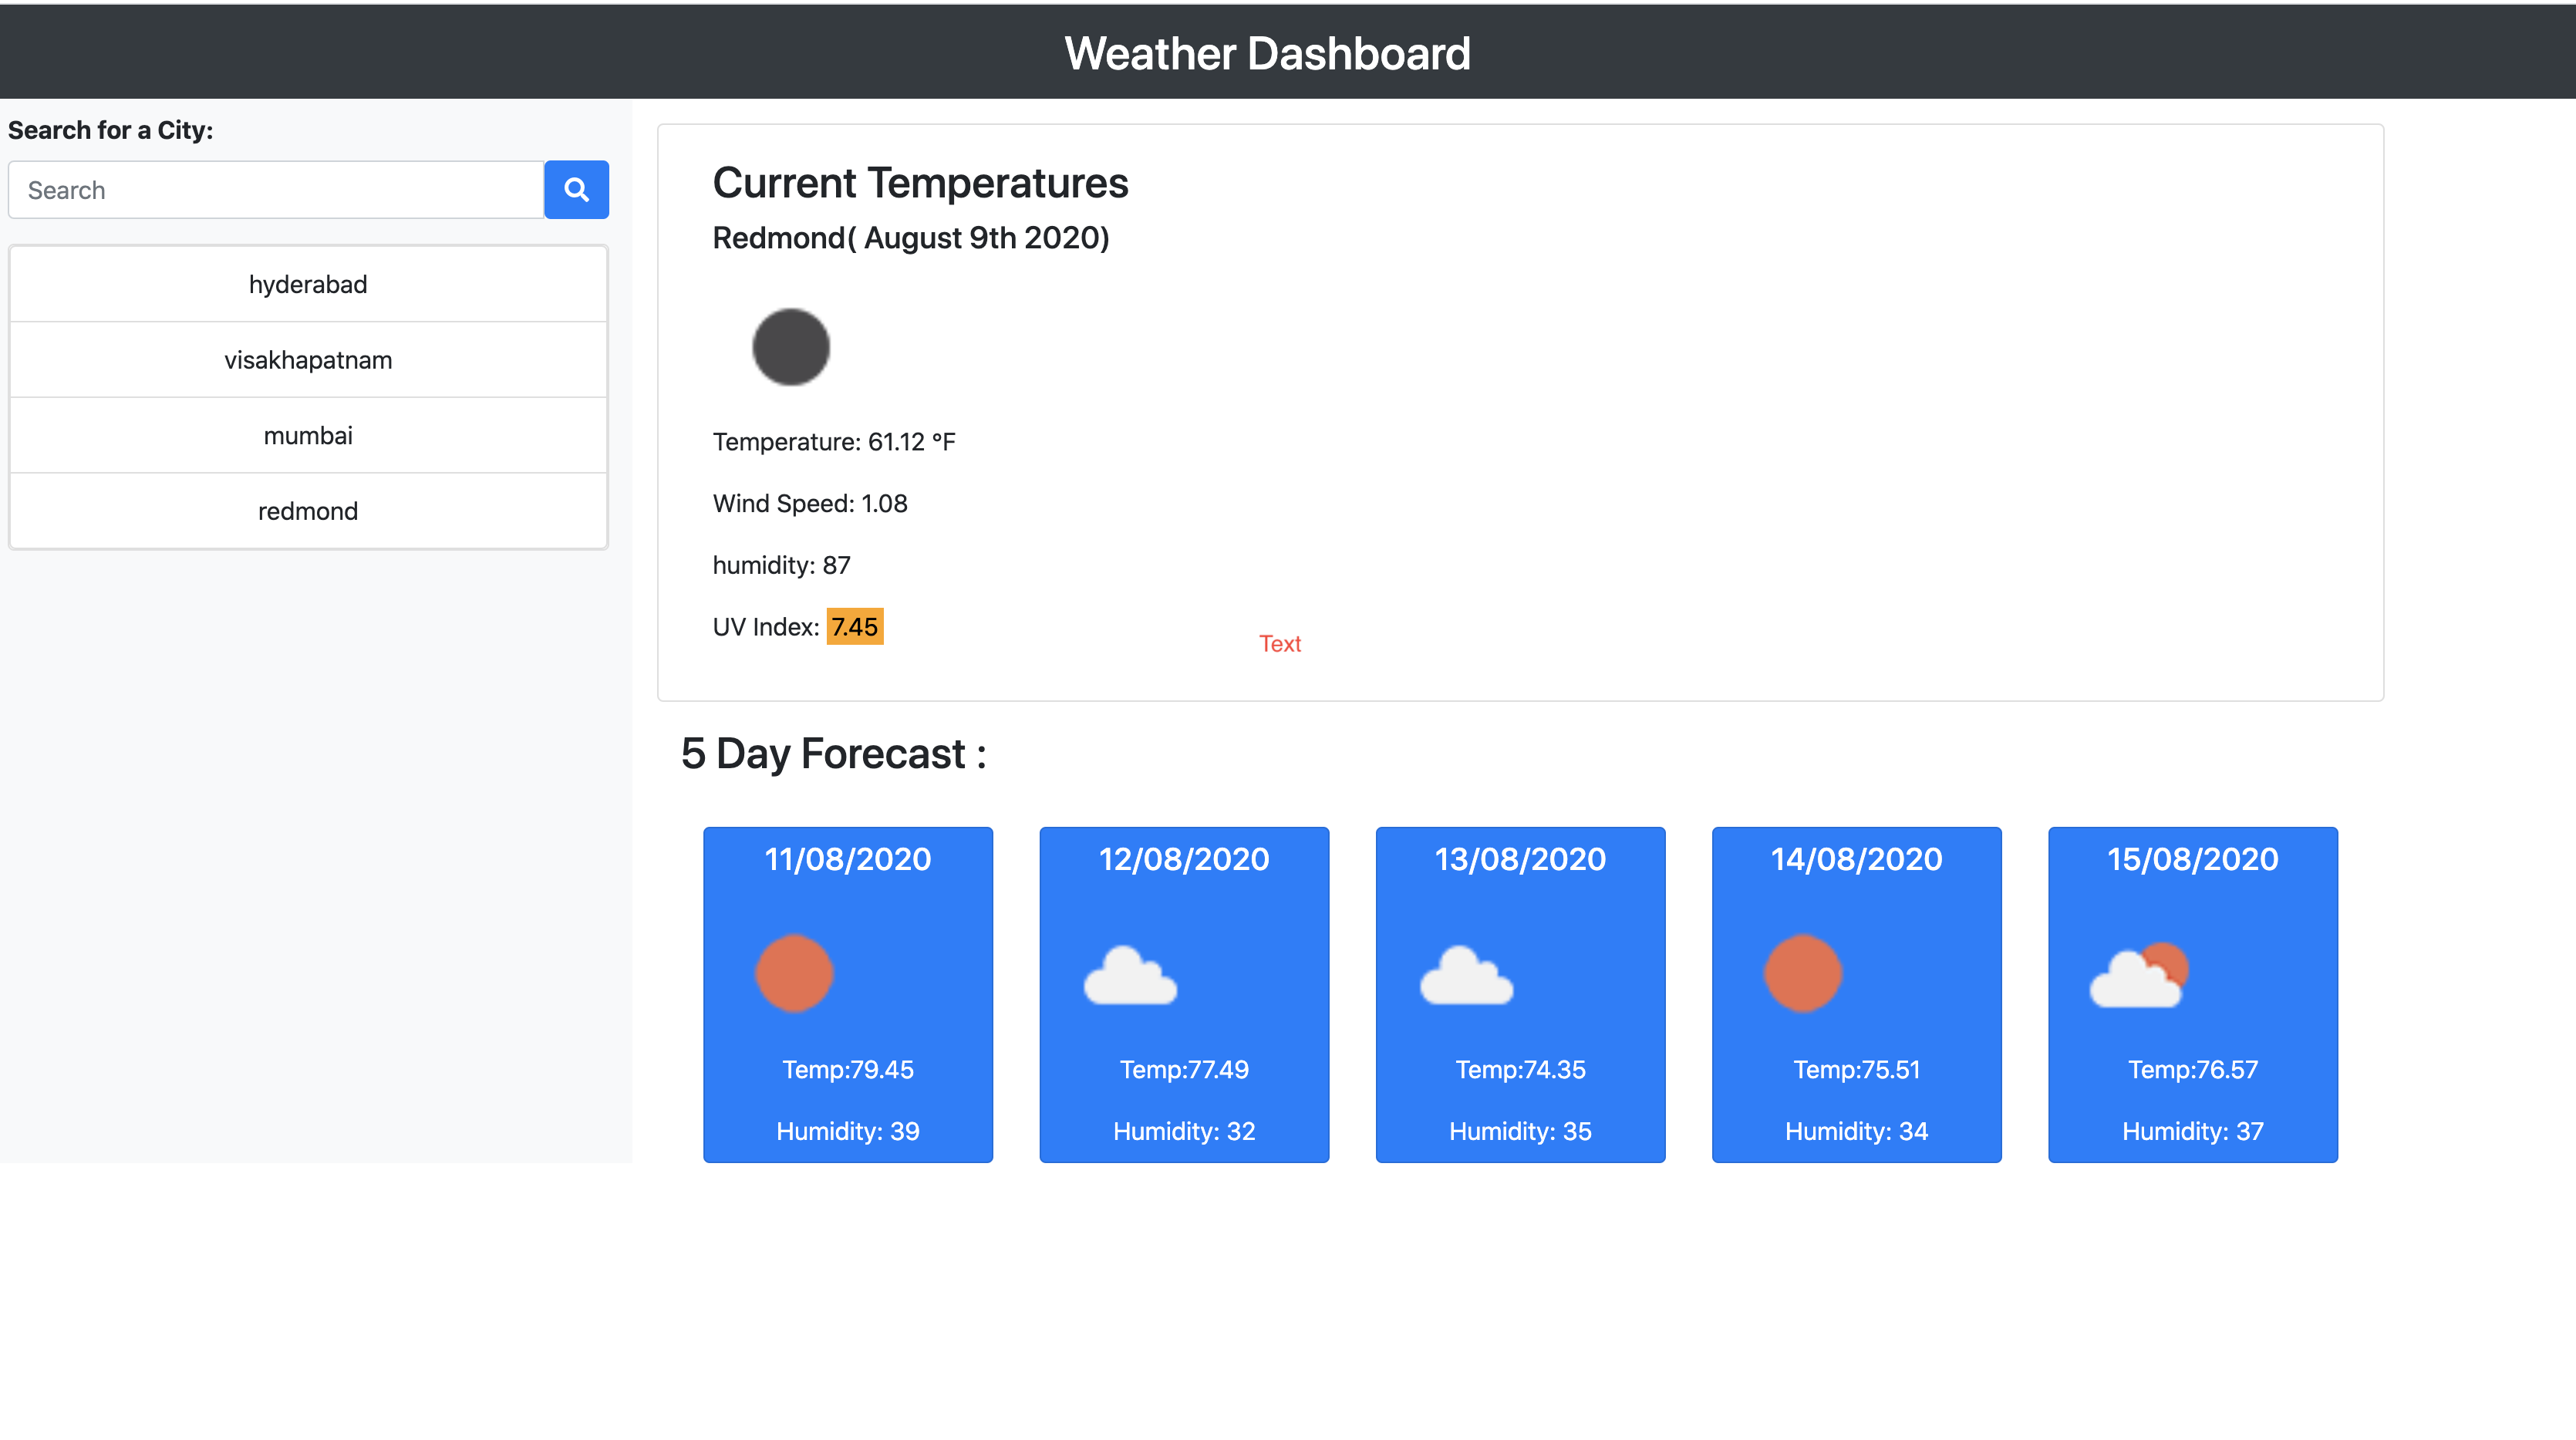 Weather Dashboard
Search for a City:
Search
hyderabad
visakhapatnam
mumbai
redmond
Current Temperatures
Redmond( August 9th 2020)
Temperature: 61.12 °F
Wind Speed: 1.08
humidity: 87
UV Index: 7.45
Text
5 Day Forecast :
11/08/2020
Temp:79.45
Humidity: 39
12/08/2020
Temp:77.49
Humidity: 32
13/08/2020
Temp:74.35
Humidity: 35
14/08/2020
Temp:75.51
Humidity: 34
15/08/2020
Temp:76.57
Humidity: 37